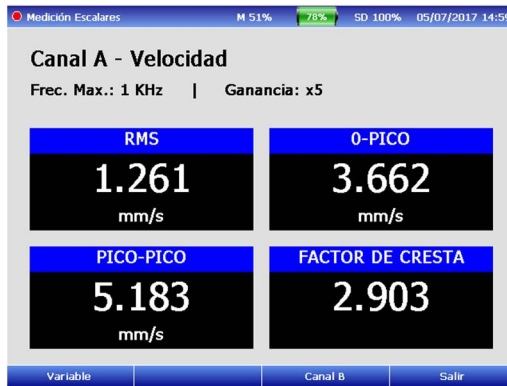 Medición Escalares M 51% 78% SD 100% 05/07/2017 14:59
Canal A - Velocidad
Frec. Max.: 1 KHz | Ganancia: x5
RMS 0-PICO
1.261 3.662
mm/s mm/s
PICO-PICO FACTOR DE CRESTA
5.183 2.903
mm/s
Variable Canal B Salir